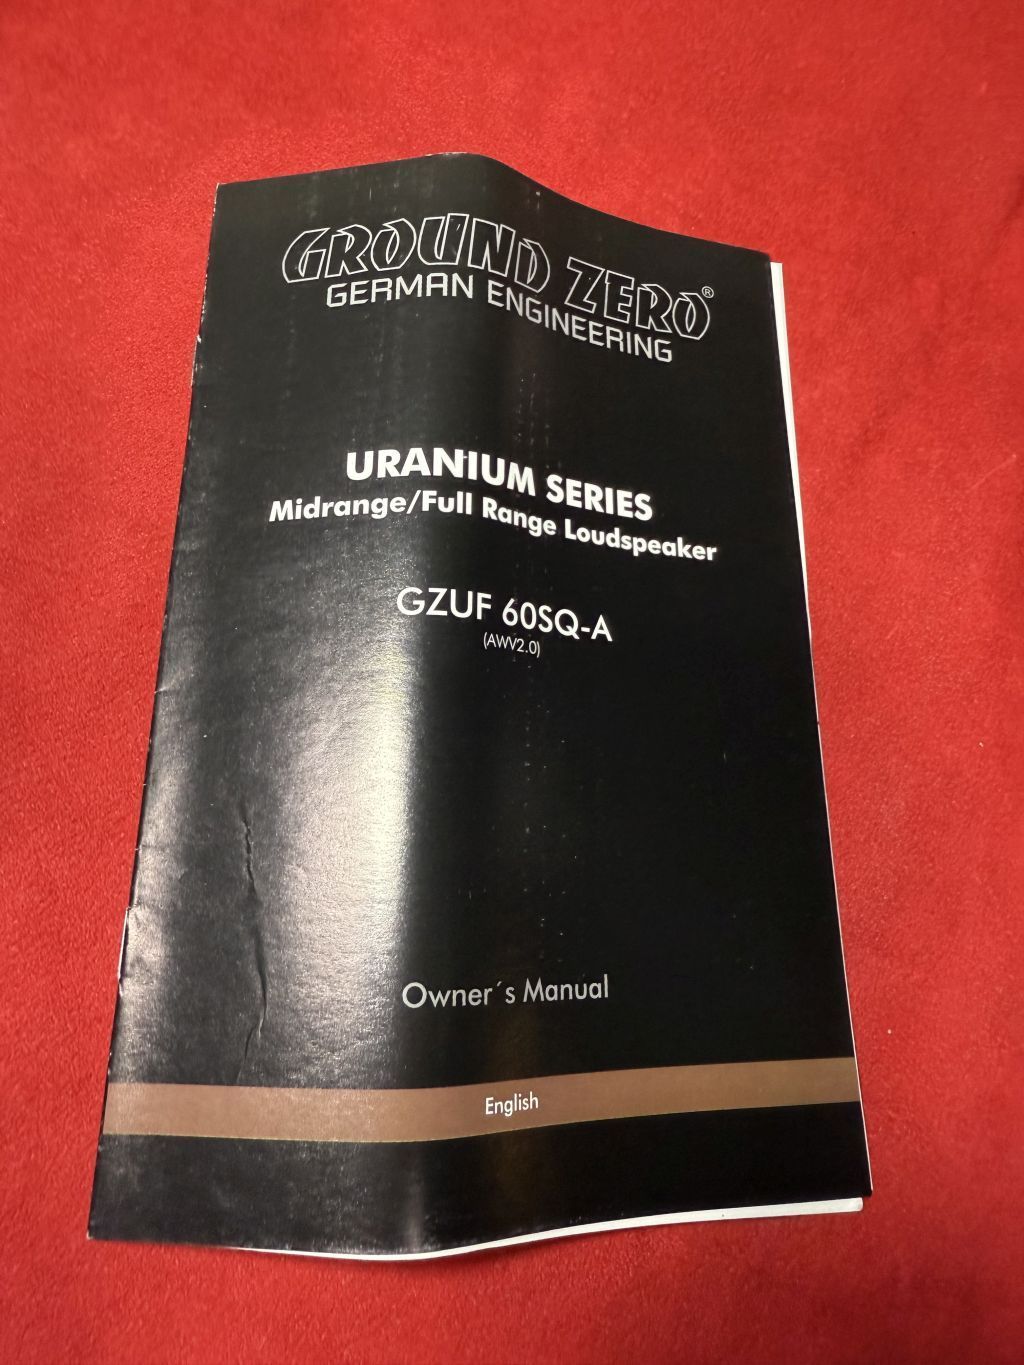 GROUND ZERO®
GERMAN ENGINEERING
URANIUM SERIES
Midrange/Full Range Loudspeaker
GZUF 60SQ-A
(AWV2.0)
Owner´s Manual
English